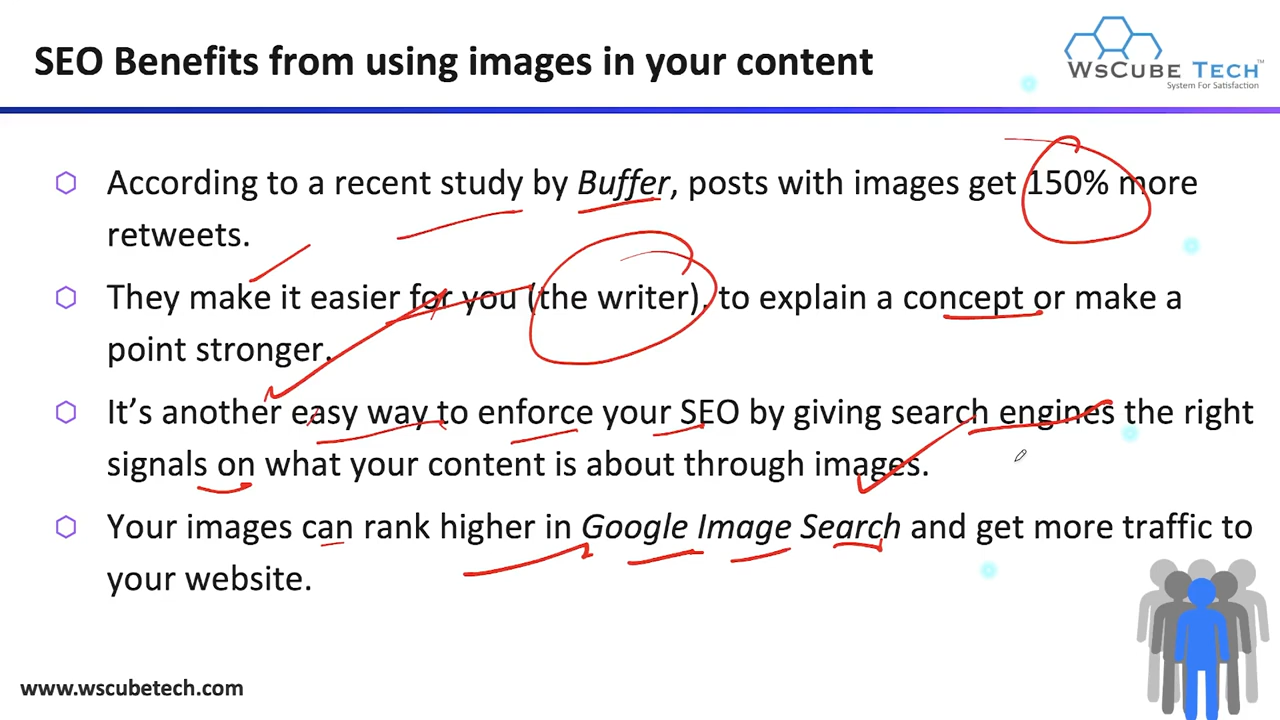 SEO Benefits from using images in your content
WsCube Tech™
System For Satisfaction
According to a recent study by Buffer, posts with images get 150% more
retweets.
They make it easier for you (the writer), to explain a concept or make a
point stronger.
It’s another easy way to enforce your SEO by giving search engines the right
signals on what your content is about through images.
Your images can rank higher in Google Image Search and get more traffic to
your website.
www.wscubetech.com